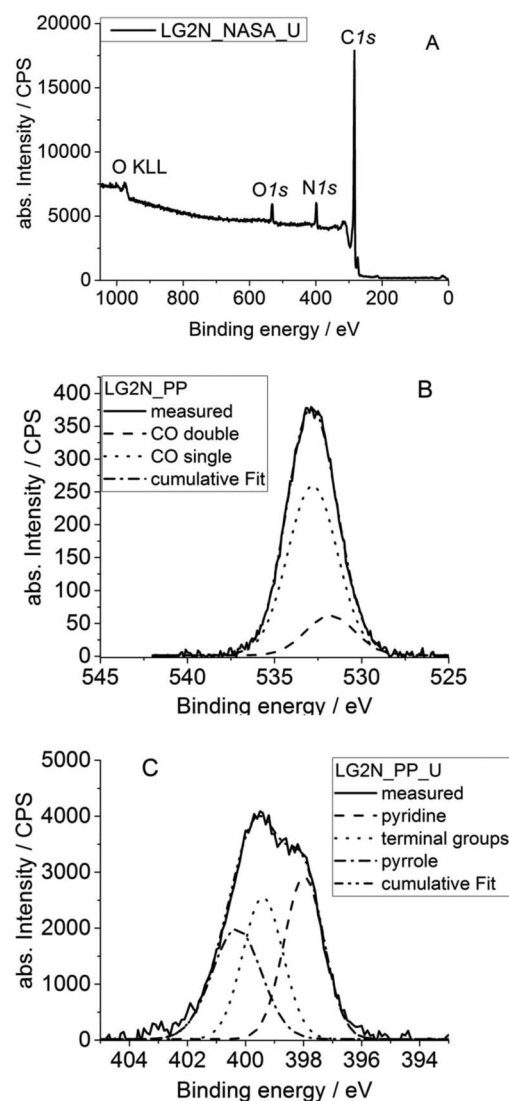 20000
LG2N_NASA_U
A
C1s
15000
10000
O KLL
O1s
N1s
5000
0
abs. Intensity / CPS
1000 800 600 400 200 0
Binding energy / eV
400
LG2N_PP
B
350
measured
300
CO double
250
CO single
200
cumulative Fit
150
100
50
0
abs. Intensity / CPS
545 540 535 530 525
Binding energy / eV
5000
C
LG2N_PP_U
4000
measured
pyridine
3000
terminal groups
pyrrole
2000
cumulative Fit
1000
0
abs. Intensity / CPS
404 402 400 398 396 394
Binding energy / eV